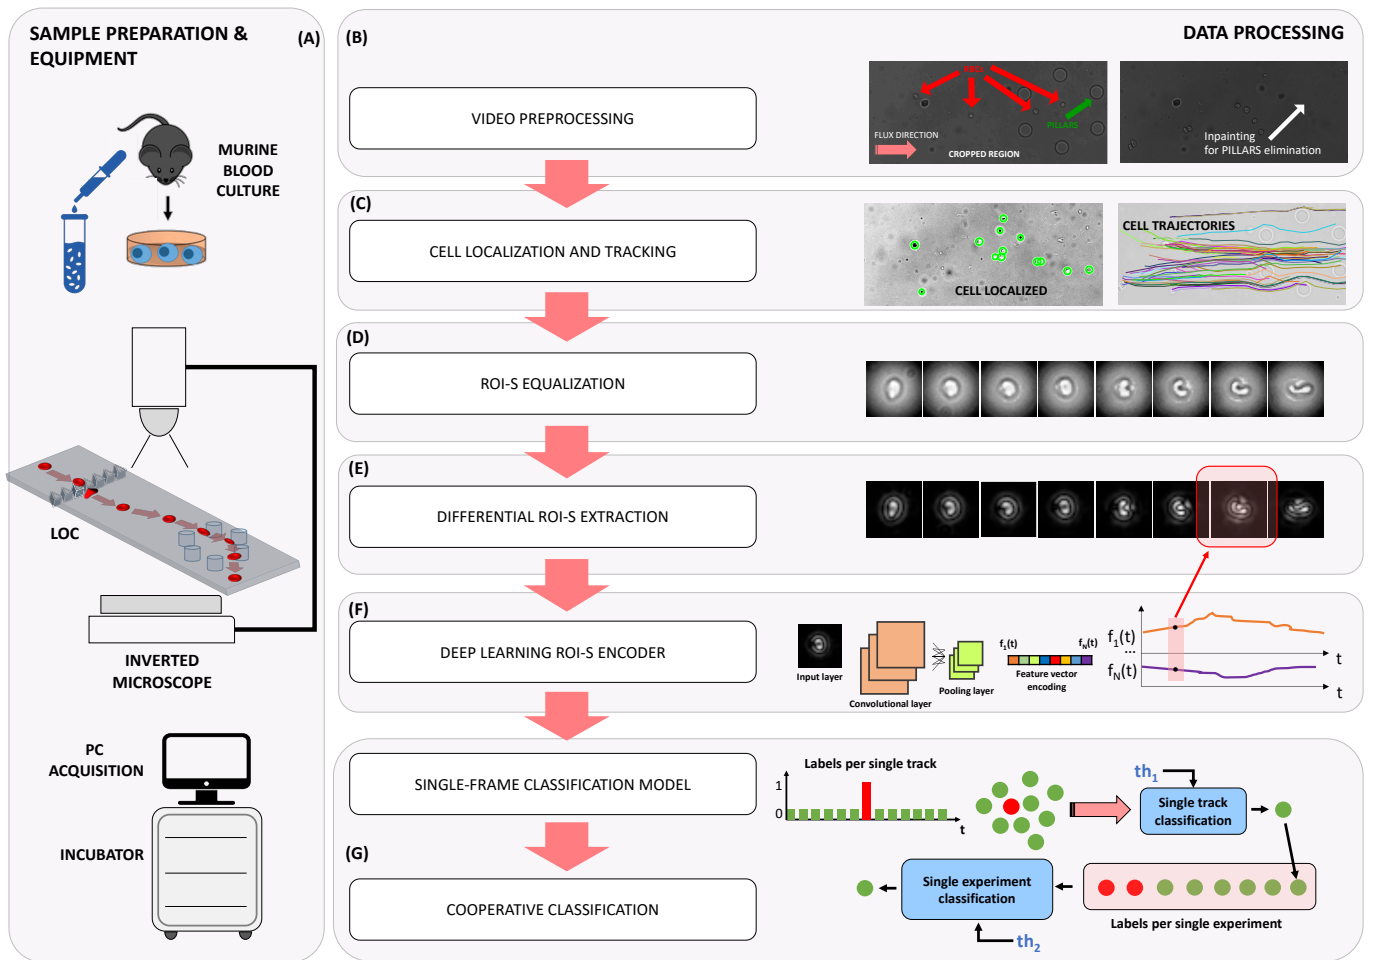 SAMPLE PREPARATION &
EQUIPMENT
(A)
MURINE
BLOOD
CULTURE
LOC
INVERTED
MICROSCOPE
PC
ACQUISITION
INCUBATOR
(B)
DATA PROCESSING
VIDEO PREPROCESSING
PILLARS
FLUX DIRECTION
CROPPED REGION
Inpainting
for PILLARS elimination
(C)
CELL LOCALIZATION AND TRACKING
CELL LOCALIZED
CELL TRAJECTORIES
(D)
ROI-S EQUALIZATION
(E)
DIFFERENTIAL ROI-S EXTRACTION
(F)
DEEP LEARNING ROI-S ENCODER
Input layer
Convolutional layer
Pooling layer
f1(t)
fN(t)
Feature vector
encoding
f1(t)
...
fN(t)
t
t
SINGLE-FRAME CLASSIFICATION MODEL
Labels per single track
1
0
t
th1
Single track
classification
(G)
COOPERATIVE CLASSIFICATION
Single experiment
classification
th2
Labels per single experiment